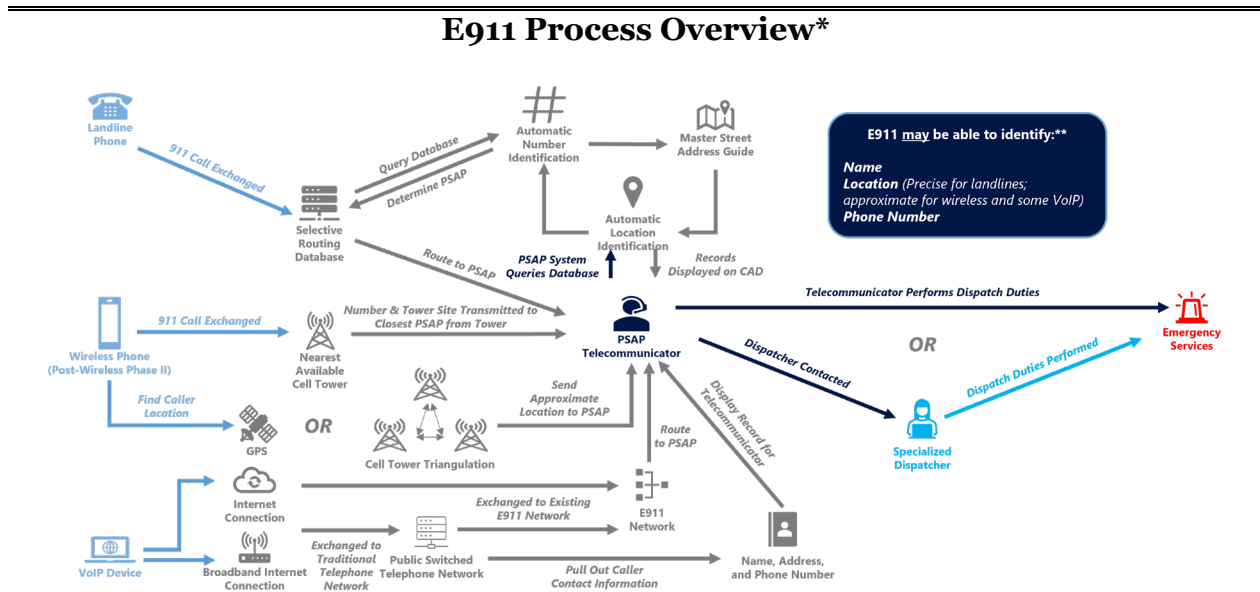 E911 Process Overview*
Landline
Phone
911 Call Exchanged
Query Database
Determine PSAP
Automatic
Number
Identification
Master Street
Address Guide
E911 may be able to identify:**
Name
Location (Precise for landlines;
approximate for wireless and some VoIP)
Phone Number
Selective
Routing
Database
Automatic
Location
Identification
Route to PSAP
PSAP System
Queries Database
Records
Displayed on CAD
Wireless Phone
(Post-Wireless Phase II)
911 Call Exchanged
Nearest
Available
Cell Tower
Number & Tower Site Transmitted to
Closest PSAP from Tower
PSAP
Telecommunicator
Telecommunicator Performs Dispatch Duties
OR
Emergency
Services
Dispatcher Contacted
Dispatch Duties Performed
Specialized
Dispatcher
Find Caller
Location
GPS
OR
Cell Tower Triangulation
Send
Approximate
Location to PSAP
Route
to PSAP
Display Record for
Telecommunicator
Internet
Connection
Exchanged to Existing
E911 Network
E911
Network
VoIP Device
Broadband Internet
Connection
Exchanged to
Traditional
Telephone
Network
Public Switched
Telephone Network
Pull Out Caller
Contact Information
Name, Address,
and Phone Number